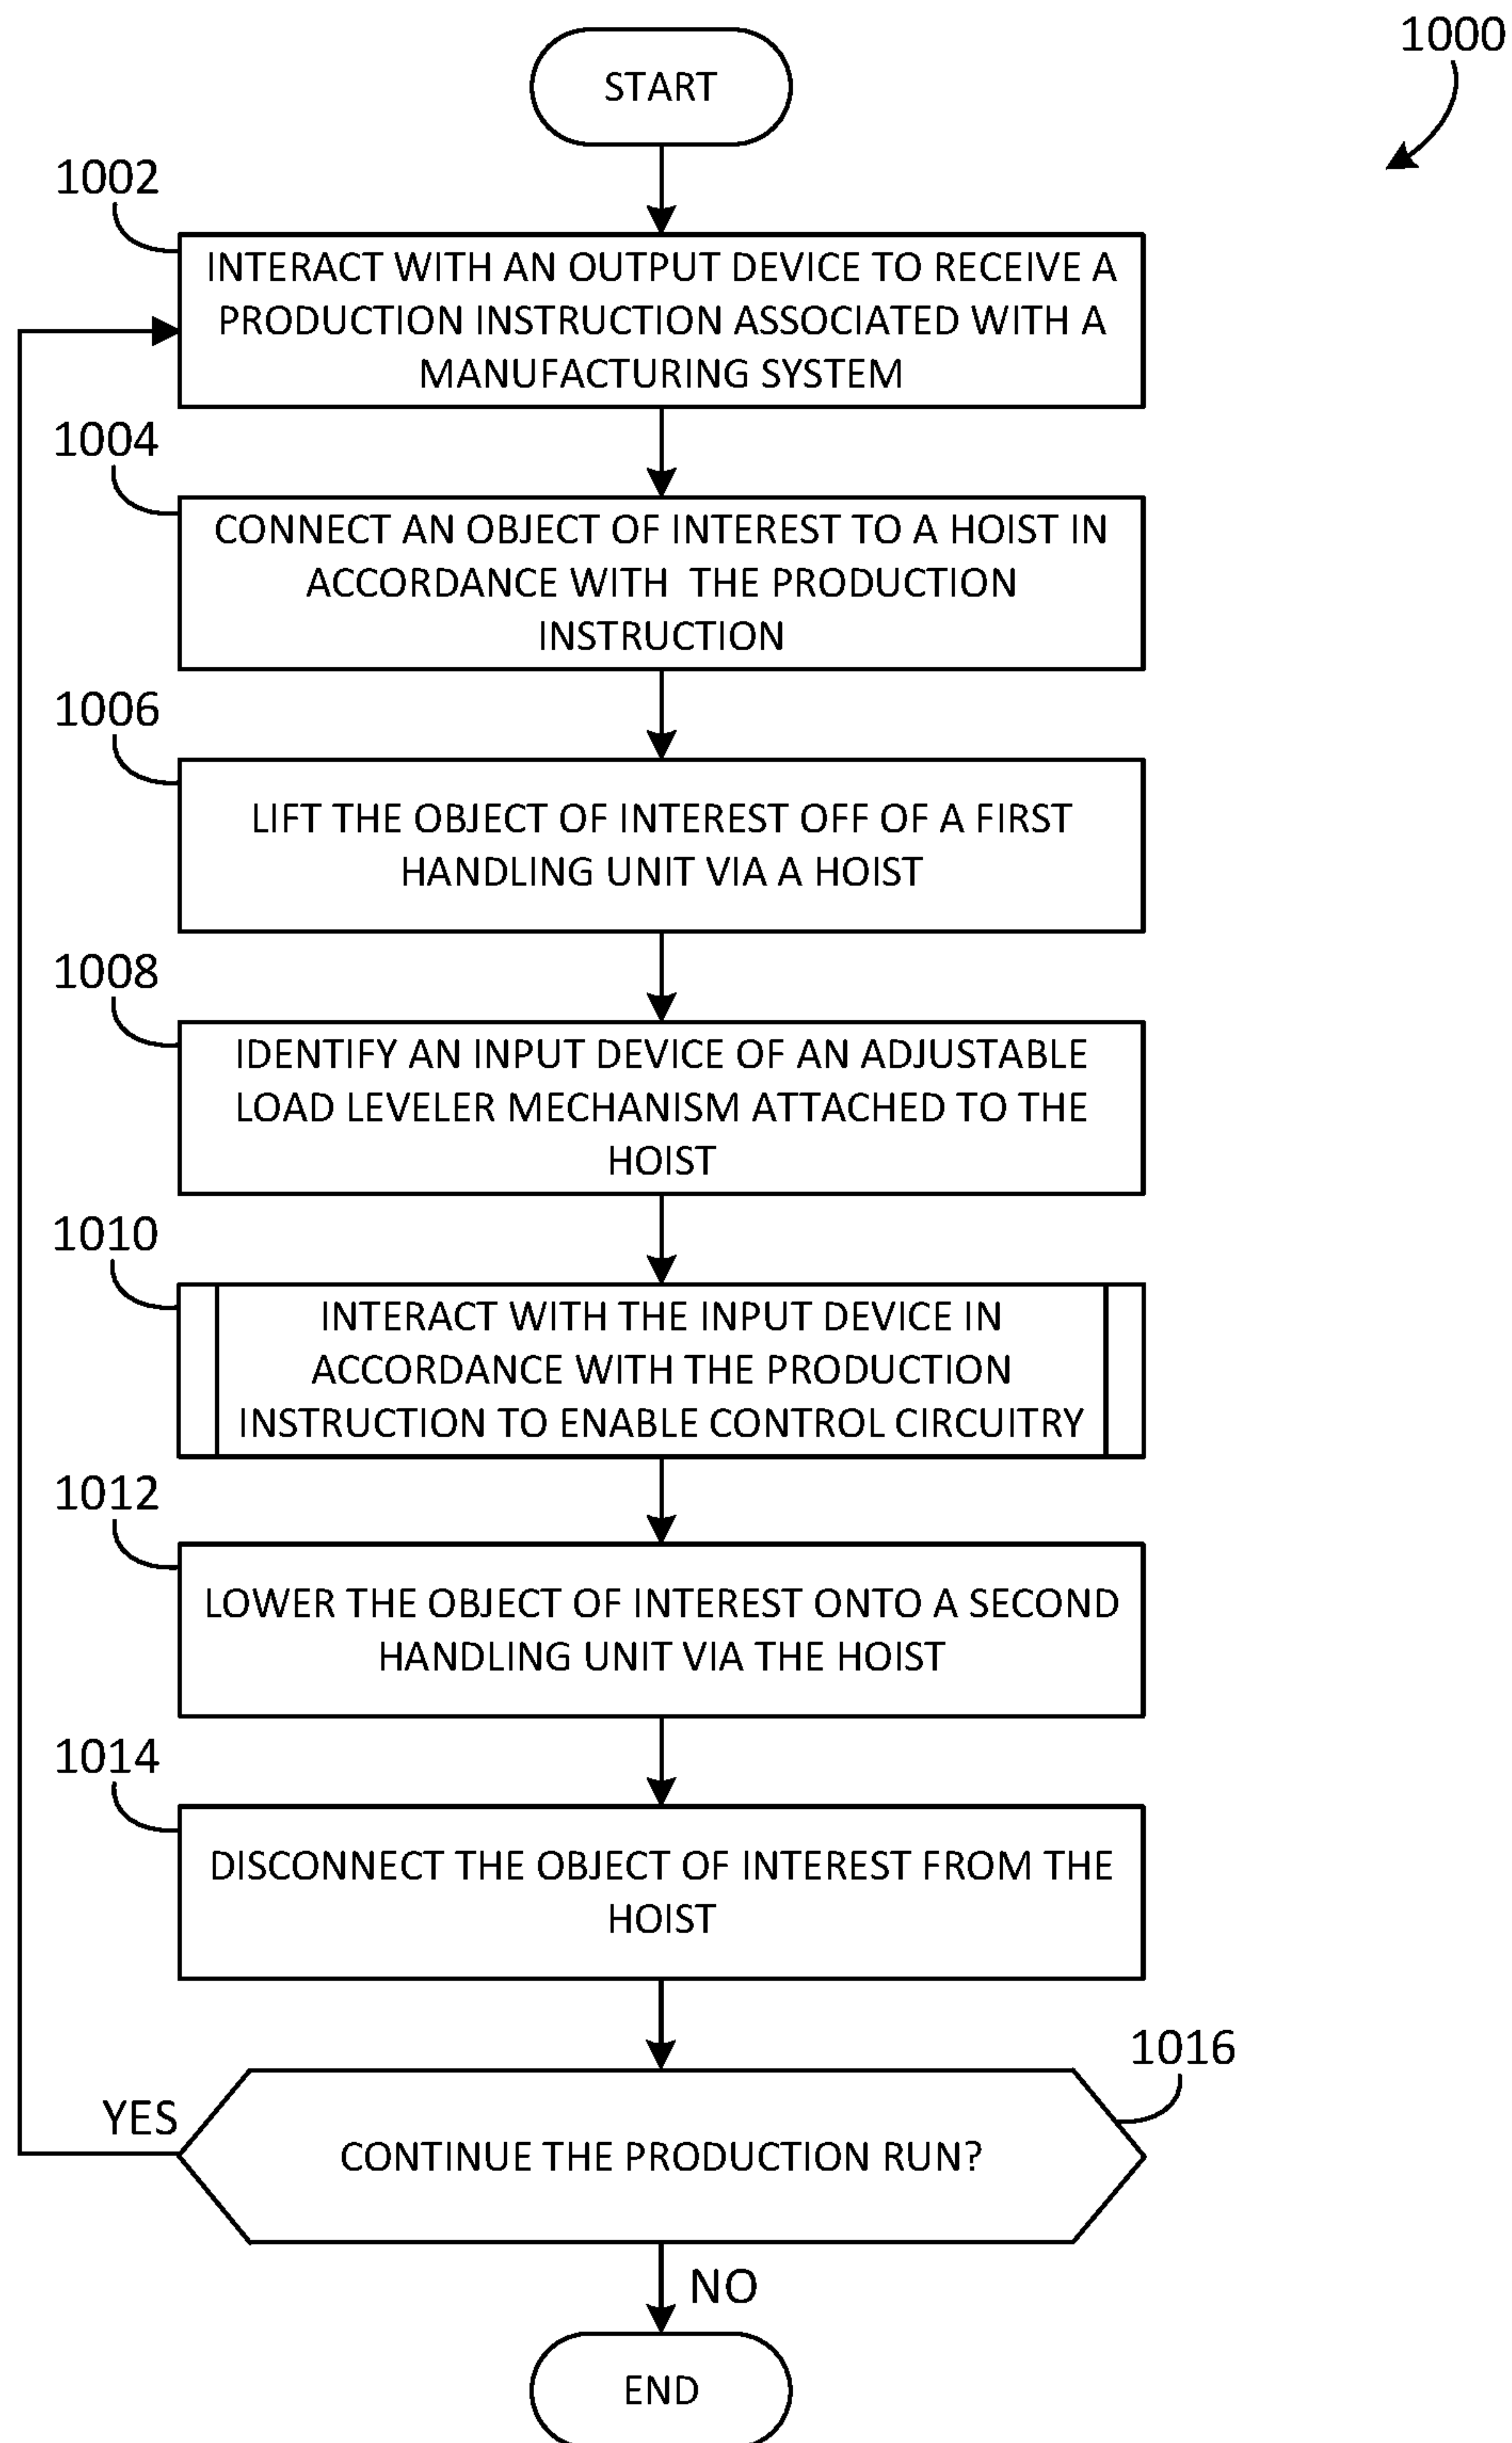 1000
START
1002
INTERACT WITH AN OUTPUT DEVICE TO RECEIVE A
PRODUCTION INSTRUCTION ASSOCIATED WITH A
MANUFACTURING SYSTEM
1004
CONNECT AN OBJECT OF INTEREST TO A HOIST IN
ACCORDANCE WITH THE PRODUCTION
INSTRUCTION
1006
LIFT THE OBJECT OF INTEREST OFF OF A FIRST
HANDLING UNIT VIA A HOIST
1008
IDENTIFY AN INPUT DEVICE OF AN ADJUSTABLE
LOAD LEVELER MECHANISM ATTACHED TO THE
HOIST
1010
INTERACT WITH THE INPUT DEVICE IN
ACCORDANCE WITH THE PRODUCTION
INSTRUCTION TO ENABLE CONTROL CIRCUITRY
1012
LOWER THE OBJECT OF INTEREST ONTO A SECOND
HANDLING UNIT VIA THE HOIST
1014
DISCONNECT THE OBJECT OF INTEREST FROM THE
HOIST
1016
YES
CONTINUE THE PRODUCTION RUN?
NO
END